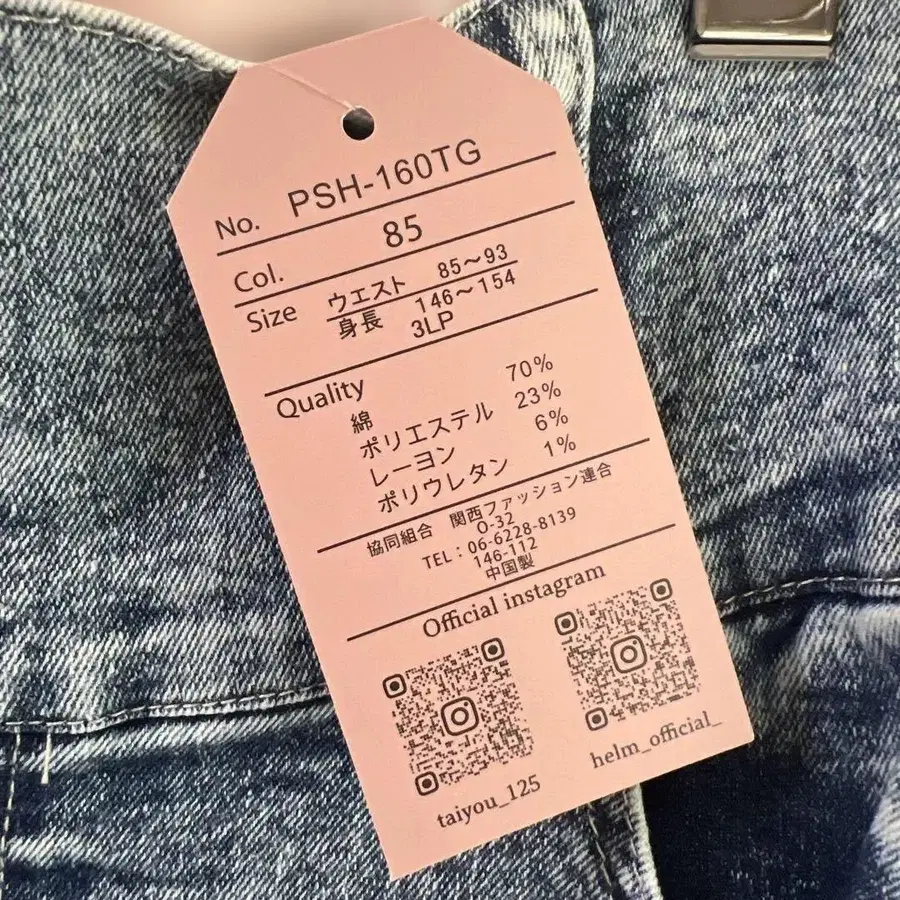 No. PSH-160TG
Col. 85
Size ウエスト 85～93
身長 146～154
3LP
Quality
綿 70%
ポリエステル 23%
レーヨン 6%
ポリウレタン 1%
協同組合 関西ファッション連合
O-32
TEL：06-6228-8139
146-112
中国製
Official instagram
taiyou_125
helm_official_